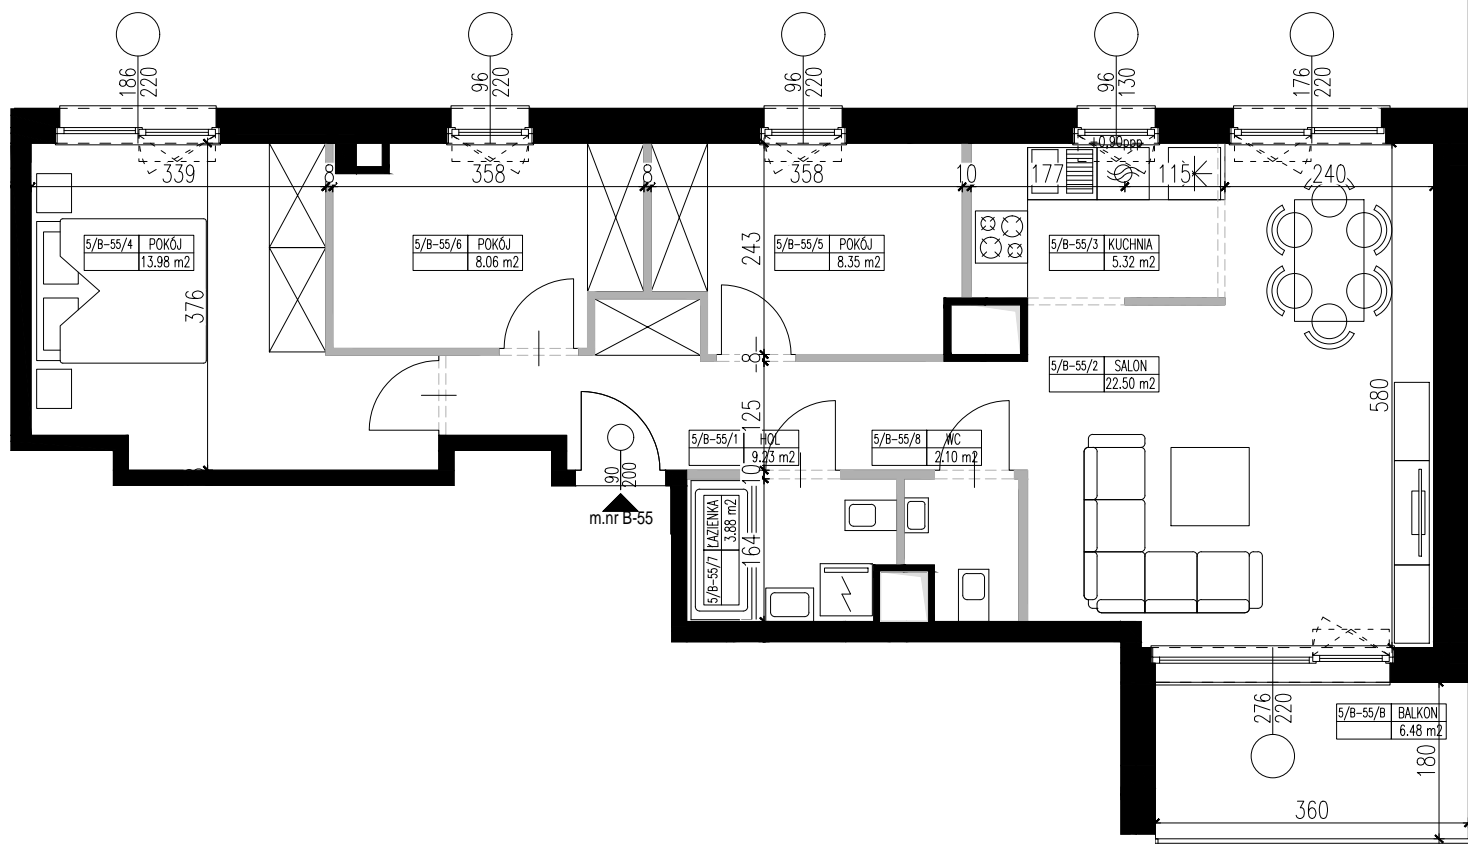 186
220
96
220
96
220
96
130
176
220
+0,90ppp
339
8
358
8
358
10
177
115
240
5/B-55/4 POKÓJ
13.98 m2
5/B-55/6 POKÓJ
8.06 m2
243
5/B-55/5 POKÓJ
8.35 m2
5/B-55/3 KUCHNIA
5.32 m2
376
8
5/B-55/2 SALON
22.50 m2
580
125
5/B-55/1 HOL
9.23 m2
5/B-55/8 WC
2.10 m2
10
90
200
m.nr B-55
5/B-55/7 ŁAZIENKA
3.88 m2
164
276
220
5/B-55/B BALKON
6.48 m2
180
360